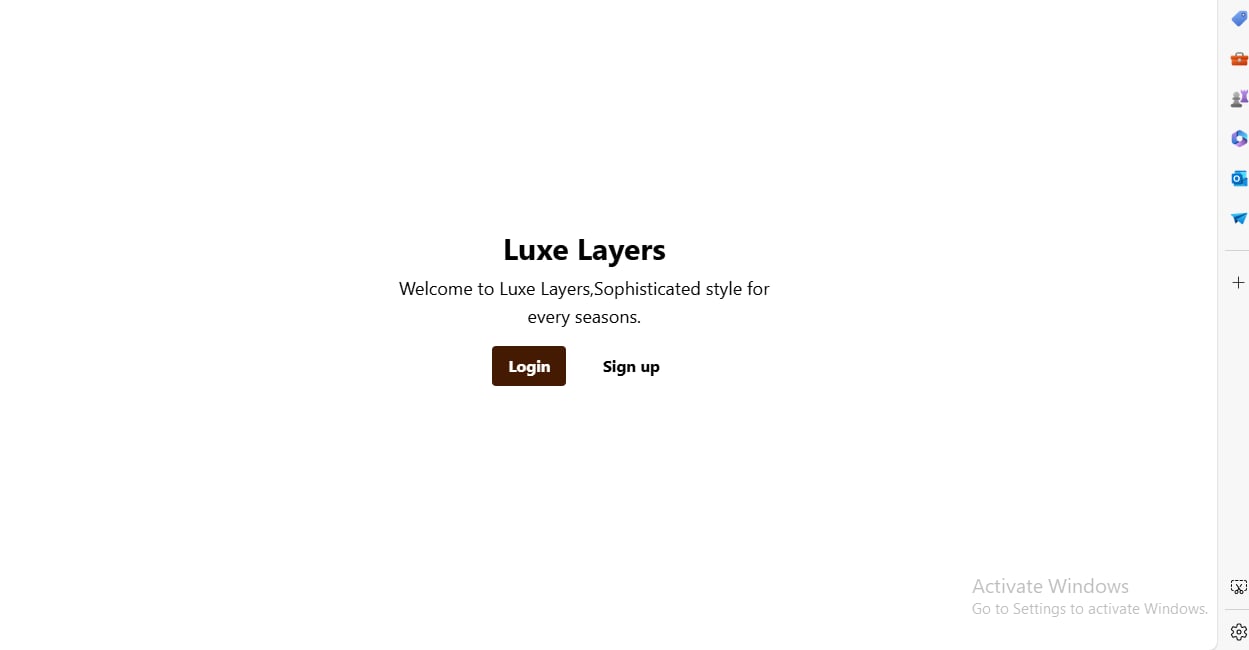 Luxe Layers
Welcome to Luxe Layers,Sophisticated style for
every seasons.
Login
Sign up
Activate Windows
Go to Settings to activate Windows.